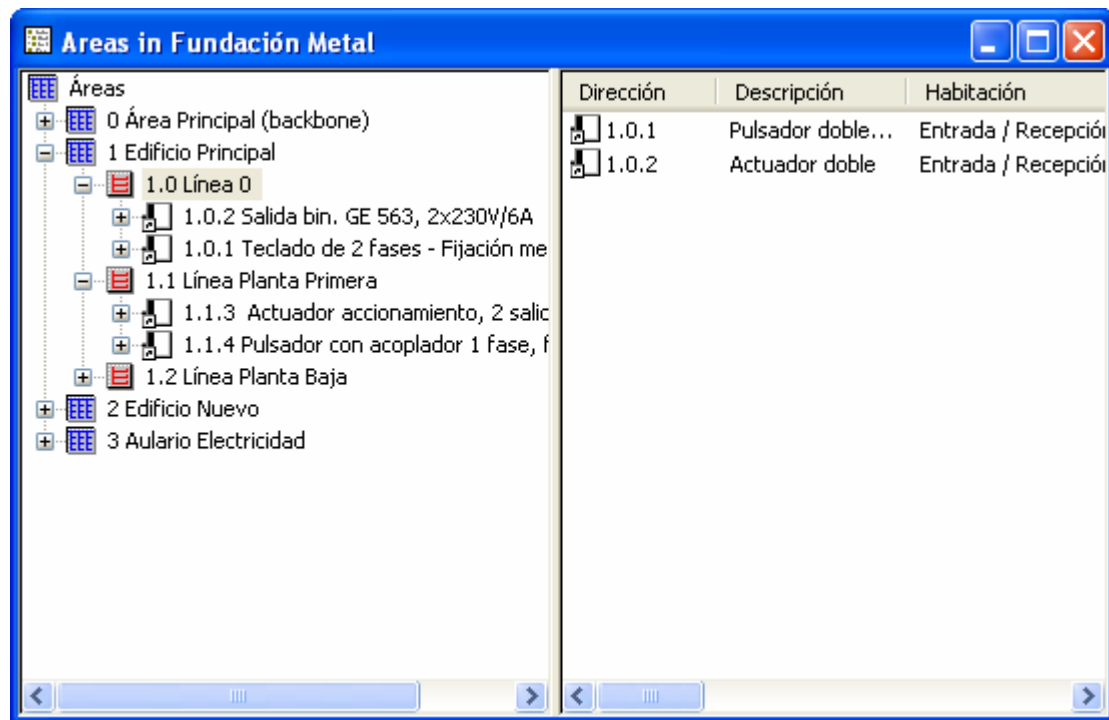 Areas in Fundación Metal
Áreas
0 Área Principal (backbone)
1 Edificio Principal
1.0 Línea 0
1.0.2 Salida bin. GE 563, 2x230V/6A
1.0.1 Teclado de 2 fases - Fijación me
1.1 Línea Planta Primera
1.1.3 Actuador accionamiento, 2 salic
1.1.4 Pulsador con acoplador 1 fase, f
1.2 Línea Planta Baja
2 Edificio Nuevo
3 Aulario Electricidad
Dirección Descripción Habitación
1.0.1 Pulsador doble... Entrada / Recepción
1.0.2 Actuador doble Entrada / Recepción